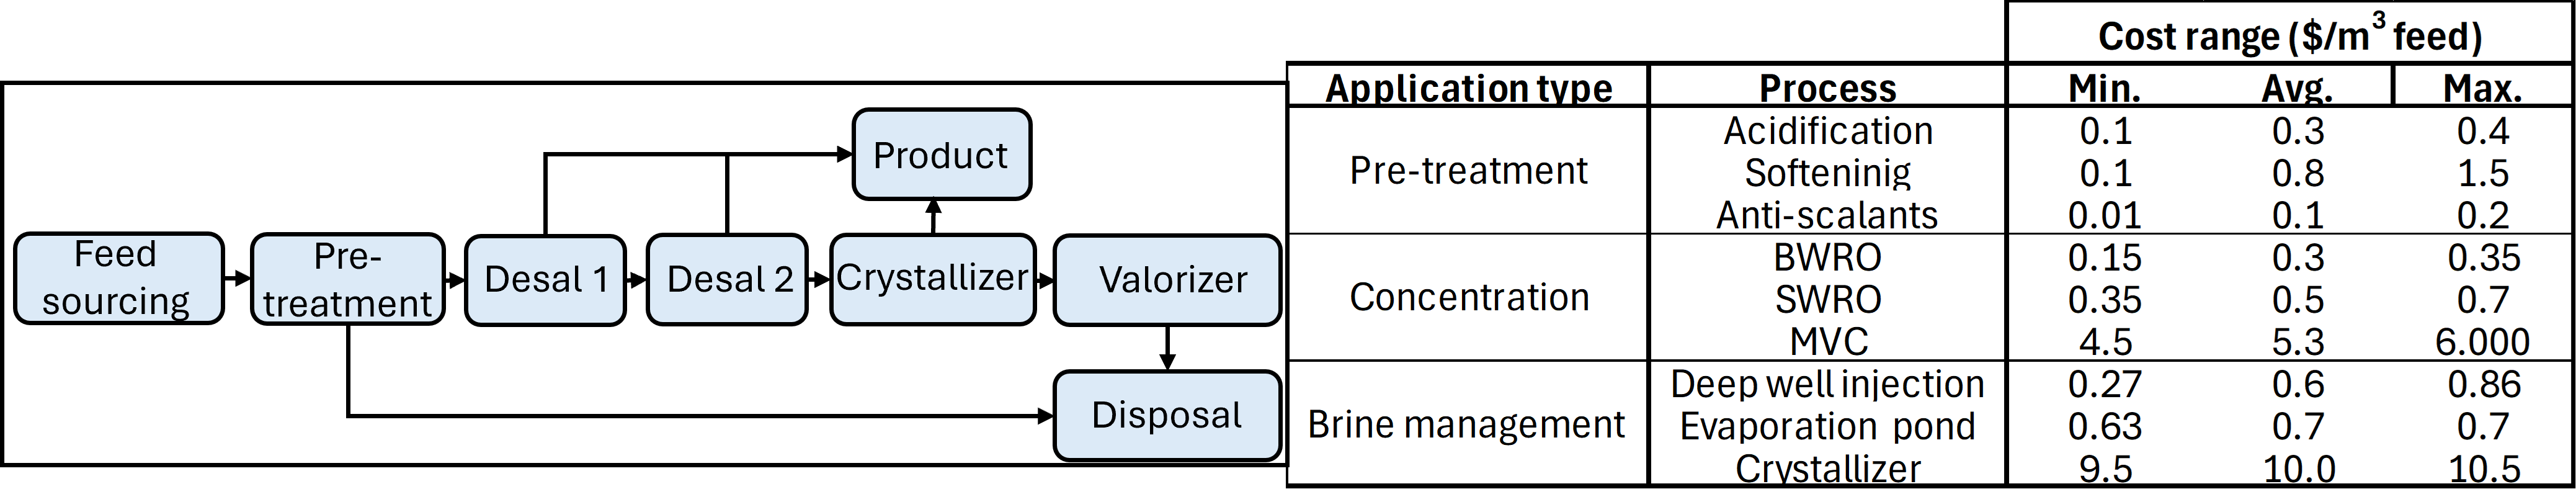 Feed
sourcing
Pre-
treatment
Desal 1
Desal 2
Crystallizer
Valorizer
Product
Disposal
Cost range ($/m³ feed)
Application type Process Min. Avg. Max.
Pre-treatment
Acidification 0.1 0.3 0.4
Softeninig 0.1 0.8 1.5
Anti-scalants 0.01 0.1 0.2
Concentration
BWRO 0.15 0.3 0.35
SWRO 0.35 0.5 0.7
MVC 4.5 5.3 6.000
Brine management
Deep well injection 0.27 0.6 0.86
Evaporation pond 0.63 0.7 0.7
Crystallizer 9.5 10.0 10.5